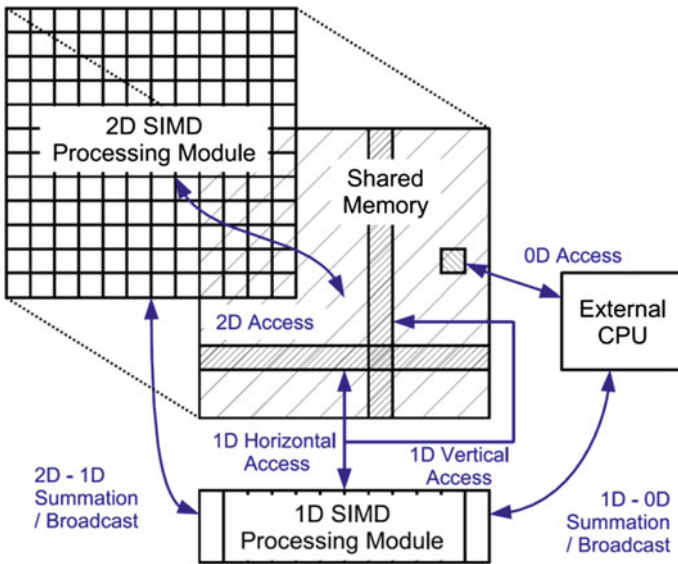 2D SIMD
Processing Module
Shared
Memory
0D Access
External
CPU
2D Access
1D Horizontal
Access
1D Vertical
Access
2D - 1D
Summation
/ Broadcast
1D SIMD
Processing Module
1D - 0D
Summation
/ Broadcast